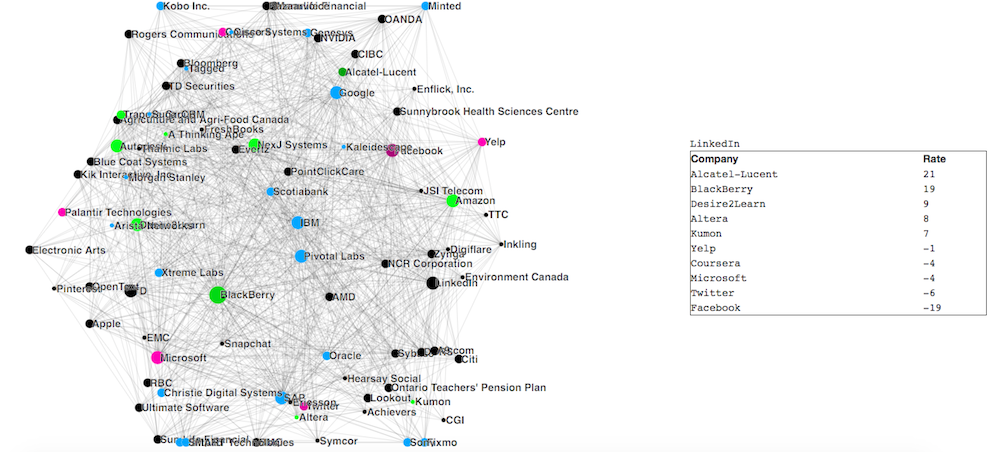 Kobo Inc.
Manulife Financial
Minted
OANDA
Rogers Communications
Cisco Systems
Genesys
NVIDIA
CIBC
Bloomberg
Tagged
Alcatel-Lucent
TD Securities
Google
Enflick, Inc.
Sunnybrook Health Sciences Centre
Agriculture and Agri-Food Canada
FreshBooks
A Thinking Ape
Yelp
LinkedIn
Autodesk
Thalmic Labs
Evertz
NexJ Systems
Kaleidescape
Facebook
Company Rate
Blue Coat Systems
Kik Interactive, Inc.
Morgan Stanley
PointClickCare
Alcatel-Lucent 21
Scotiabank
JSI Telecom
BlackBerry 19
Amazon
Desire2Learn 9
Palantir Technologies
TTC
Altera 8
Arista Networks
Desire2Learn
IBM
Kumon 7
Electronic Arts
Inkling
Yelp -1
Pivotal Labs
Zynga
Digiflare
NCR Corporation
Coursera -4
Xtreme Labs
Environment Canada
Microsoft -4
Pinterest
OpenText
TD
BlackBerry
AMD
LinkedIn
Twitter -6
Facebook -19
Apple
EMC
Snapchat
Microsoft
Oracle
Citi
RBC
Hearsay Social
Christie Digital Systems
Ontario Teachers' Pension Plan
SAP
Ericsson
Twitter
Lookout
Kumon
Ultimate Software
Altera
Achievers
CGI
Sun Life Financial
Symcor